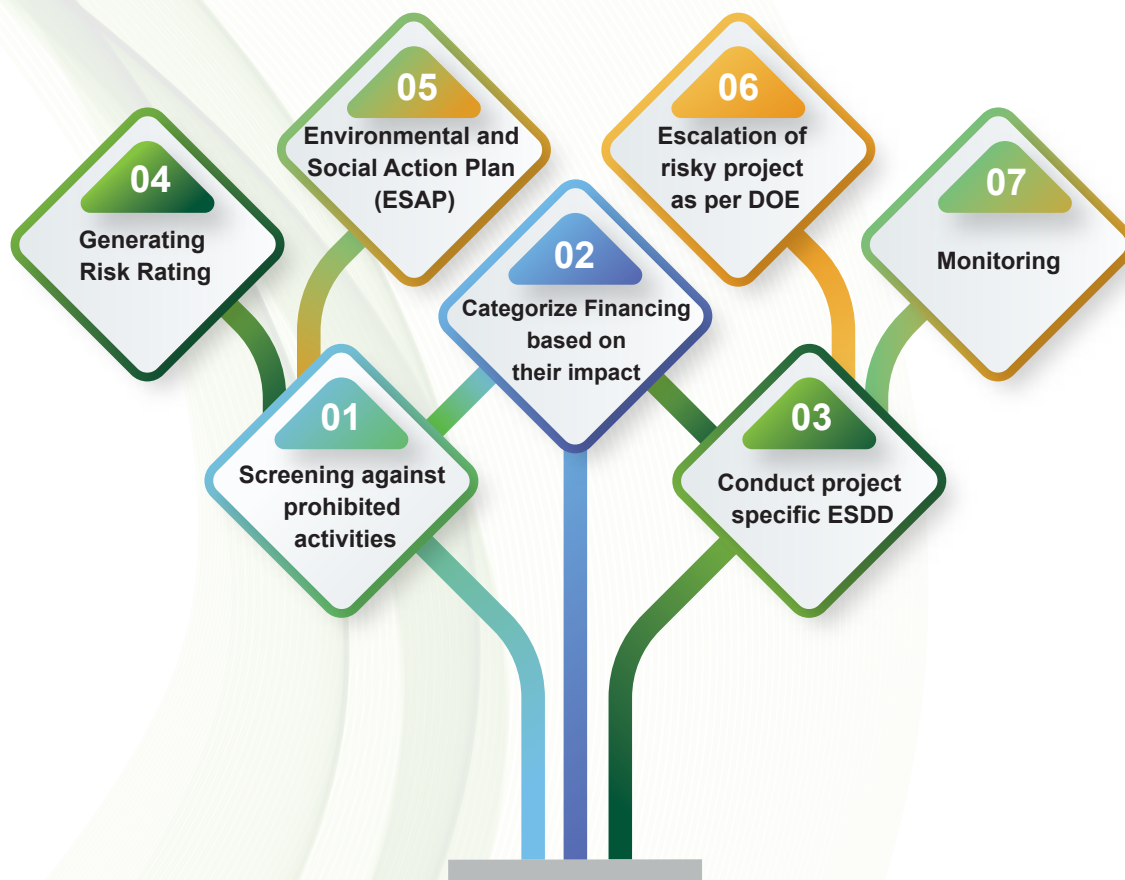 01
Screening against
prohibited
activities
02
Categorize Financing
based on
their impact
03
Conduct project
specific ESDD
04
Generating
Risk Rating
05
Environmental and
Social Action Plan
(ESAP)
06
Escalation of
risky project
as per DOE
07
Monitoring